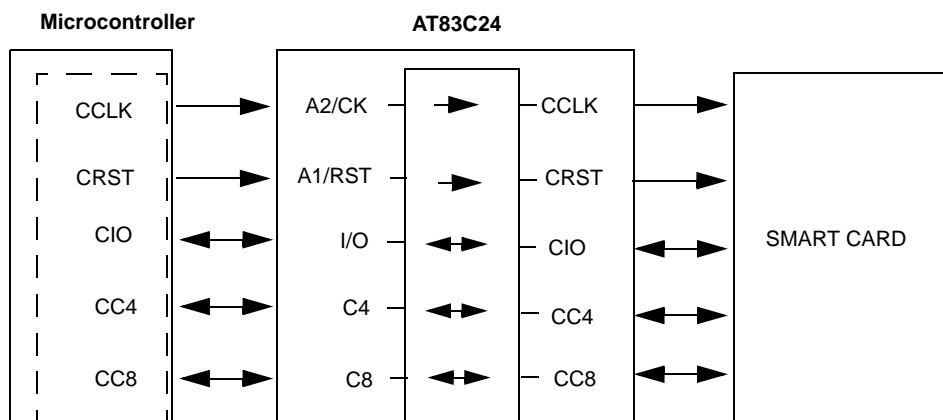 Microcontroller AT83C24
CCLK A2/CK CCLK
CRST A1/RST CRST
CIO I/O CIO SMART CARD
CC4 C4 CC4
CC8 C8 CC8